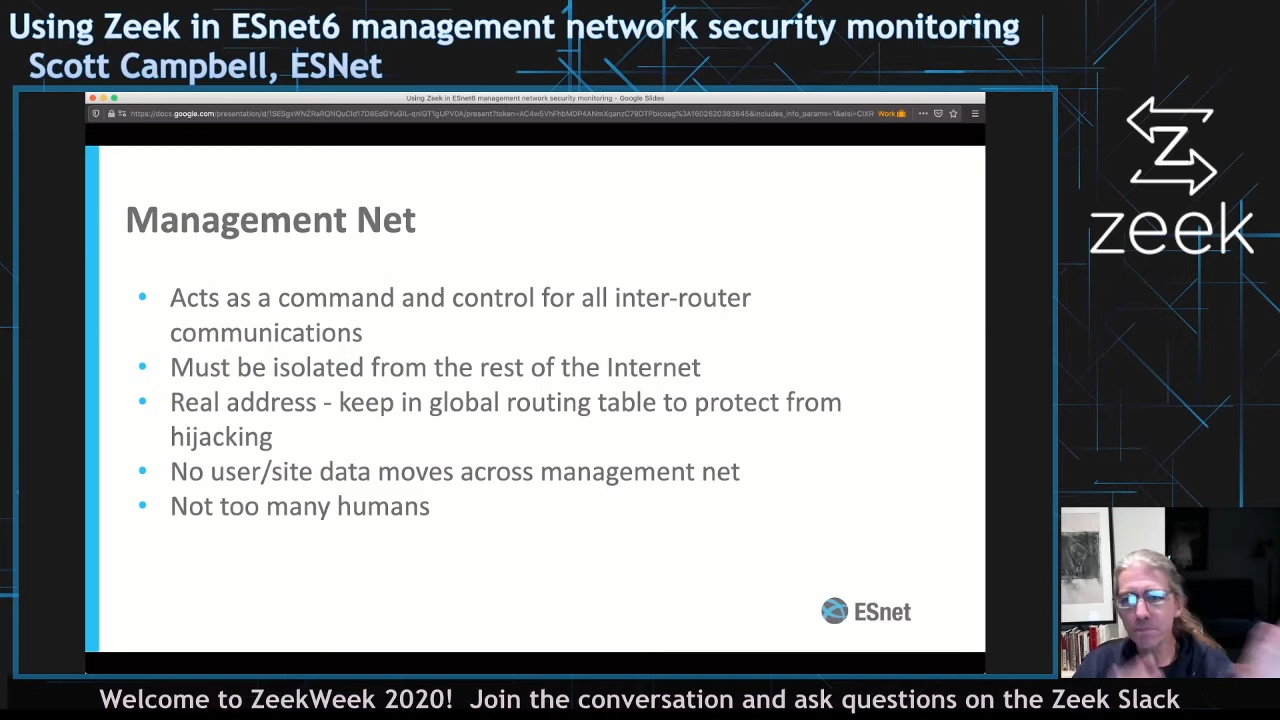 Using Zeek in ESnet6 management network security monitoring
Scott Campbell, ESNet
Using Zeek in ESnet6 management network security monitoring - Google Slides
Work
Management Net
• Acts as a command and control for all inter-router
communications
• Must be isolated from the rest of the Internet
• Real address - keep in global routing table to protect from
hijacking
• No user/site data moves across management net
• Not too many humans
ESnet
Z
zeek
Welcome to ZeekWeek 2020! Join the conversation and ask questions on the Zeek Slack